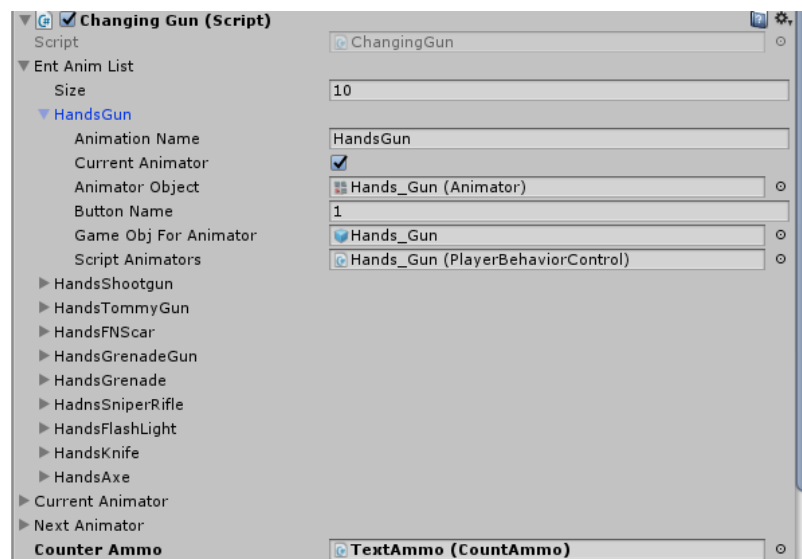 Changing Gun (Script)
Script ChangingGun
Ent Anim List
Size 10
HandsGun
Animation Name HandsGun
Current Animator
Animator Object Hands_Gun (Animator)
Button Name 1
Game Obj For Animator Hands_Gun
Script Animators Hands_Gun (PlayerBehaviorControl)
HandsShootgun
HandsTommyGun
HandsFNScar
HandsGrenadeGun
HandsGrenade
HadnsSniperRifle
HandsFlashLight
HandsKnife
HandsAxe
Current Animator
Next Animator
Counter Ammo TextAmmo (CountAmmo)